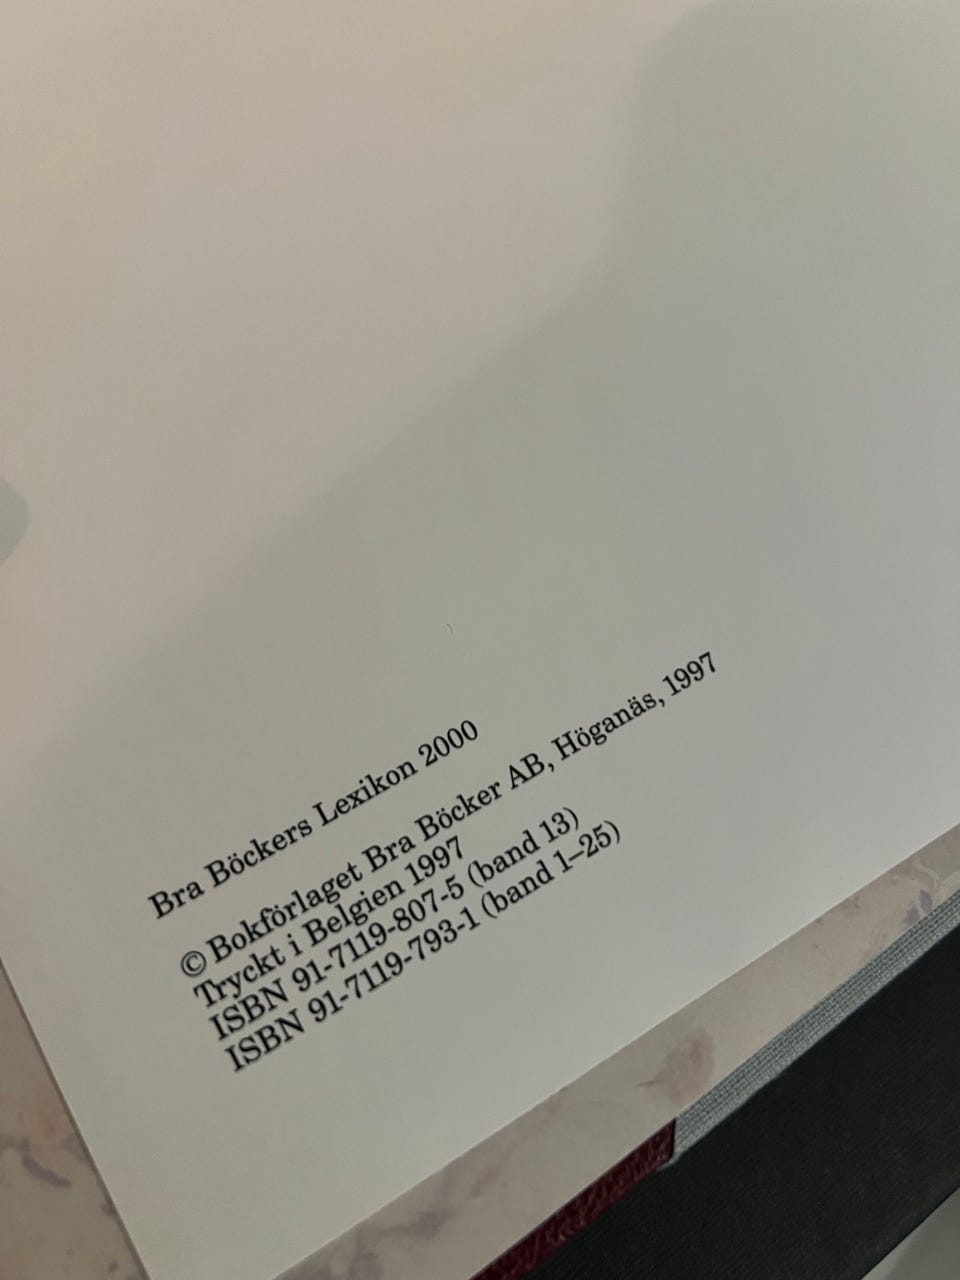 Bra Böckers Lexikon 2000
© Bokförlaget Bra Böcker AB, Höganäs, 1997
Tryckt i Belgien 1997
ISBN 91-7119-807-5 (band 13)
ISBN 91-7119-793-1 (band 1–25)